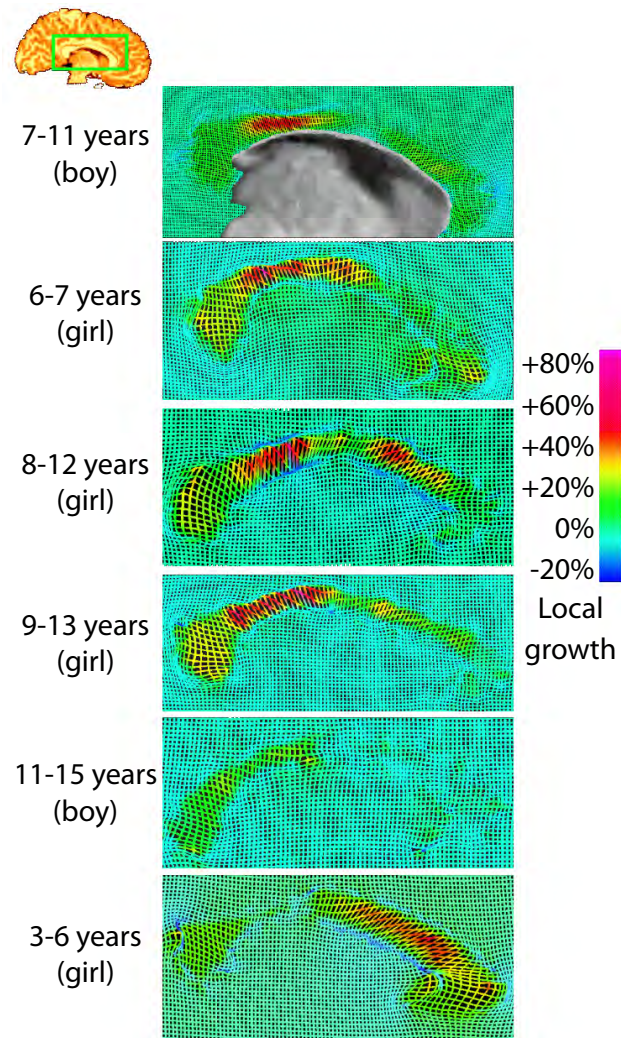 7-11 years
(boy)
6-7 years
(girl)
8-12 years
(girl)
9-13 years
(girl)
11-15 years
(boy)
3-6 years
(girl)
+80%
+60%
+40%
+20%
0%
-20%
Local
growth